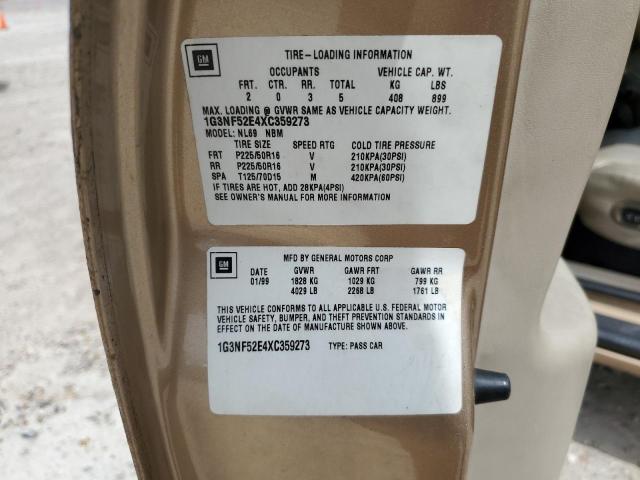 GM
TIRE-LOADING INFORMATION
OCCUPANTS VEHICLE CAP. WT.
FRT. CTR. RR. TOTAL KG LBS
2 0 3 5 408 899
MAX. LOADING @ GVWR SAME AS VEHICLE CAPACITY WEIGHT.
1G3NF52E4XC359273
MODEL: NL69 NBM
TIRE SIZE SPEED RTG COLD TIRE PRESSURE
FRT P225/50R16 V 210KPA(30PSI)
RR P225/50R16 V 210KPA(30PSI)
SPA T125/70D15 M 420KPA(60PSI)
IF TIRES ARE HOT, ADD 28KPA(4PSI)
SEE OWNER'S MANUAL FOR MORE INFORMATION
GM
MFD BY GENERAL MOTORS CORP
DATE GVWR GAWR FRT GAWR RR
01/99 1828 KG 1029 KG 799 KG
4029 LB 2268 LB 1761 LB
THIS VEHICLE CONFORMS TO ALL APPLICABLE U.S. FEDERAL MOTOR
VEHICLE SAFETY, BUMPER, AND THEFT PREVENTION STANDARDS IN
EFFECT ON THE DATE OF MANUFACTURE SHOWN ABOVE.
1G3NF52E4XC359273 TYPE: PASS CAR